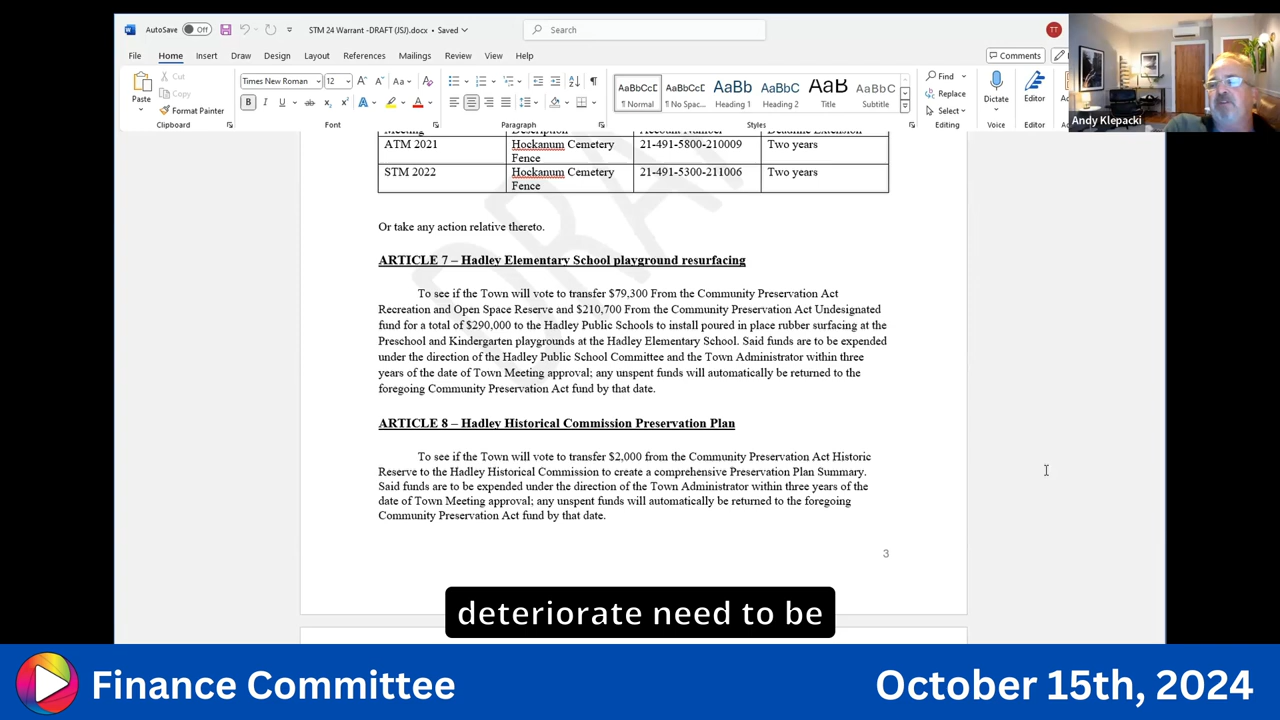 AutoSave Off STM 24 Warrant -DRAFT (JSJ).docx • Saved Search TT
File Home Insert Draw Design Layout References Mailings Review View Help Comments
Paste Cut Copy Format Painter Clipboard
Times New Roman 12 Font
Paragraph
AaBbCcD Normal AaBbCcD No Spac... AaBb Heading 1 AaBbC Heading 2 AaB Title AaBbC Subtitle Styles
Find Replace Select Editing
Dictate Voice
Editor Editor
Andy Klepacki
Meeting Description Account Number Deadline Extension
ATM 2021 Hockanum Cemetery Fence 21-491-5800-210009 Two years
STM 2022 Hockanum Cemetery Fence 21-491-5300-211006 Two years
Or take any action relative thereto.
ARTICLE 7 – Hadley Elementary School playground resurfacing
To see if the Town will vote to transfer $79,300 From the Community Preservation Act
Recreation and Open Space Reserve and $210,700 From the Community Preservation Act Undesignated
fund for a total of $290,000 to the Hadley Public Schools to install poured in place rubber surfacing at the
Preschool and Kindergarten playgrounds at the Hadley Elementary School. Said funds are to be expended
under the direction of the Hadley Public School Committee and the Town Administrator within three
years of the date of Town Meeting approval; any unspent funds will automatically be returned to the
foregoing Community Preservation Act fund by that date.
ARTICLE 8 – Hadley Historical Commission Preservation Plan
To see if the Town will vote to transfer $2,000 from the Community Preservation Act Historic
Reserve to the Hadley Historical Commission to create a comprehensive Preservation Plan Summary.
Said funds are to be expended under the direction of the Town Administrator within three years of the
date of Town Meeting approval; any unspent funds will automatically be returned to the foregoing
Community Preservation Act fund by that date.
3
DRAFT
deteriorate need to be
Finance Committee October 15th, 2024